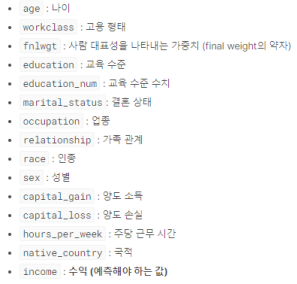 age : 나이
workclass : 고용 형태
fnlwgt : 사람 대표성을 나타내는 가중치 (final weight의 약자)
education : 교육 수준
education_num : 교육 수준 수치
marital_status : 결혼 상태
occupation : 업종
relationship : 가족 관계
race : 인종
sex : 성별
capital_gain : 양도 소득
capital_loss : 양도 손실
hours_per_week : 주당 근무 시간
native_country : 국적
income : 수익 (예측해야 하는 값)